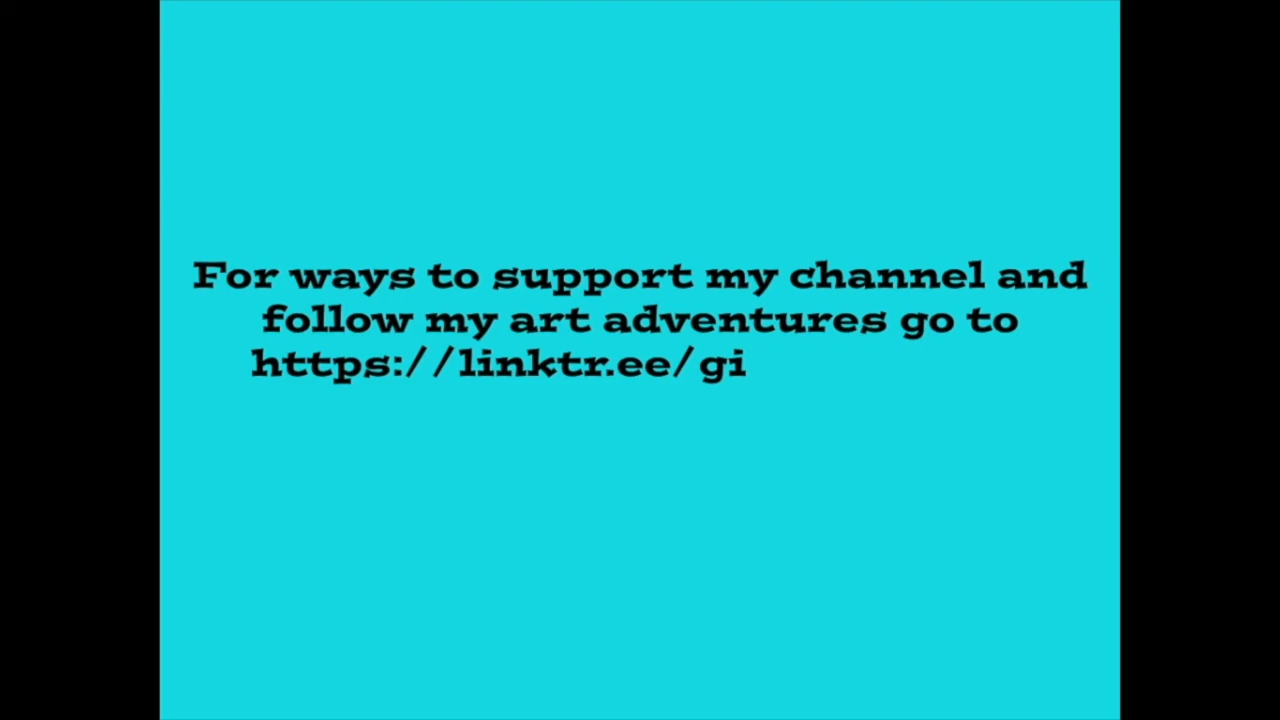 For ways to support my channel and
follow my art adventures go to
https://linktr.ee/gi